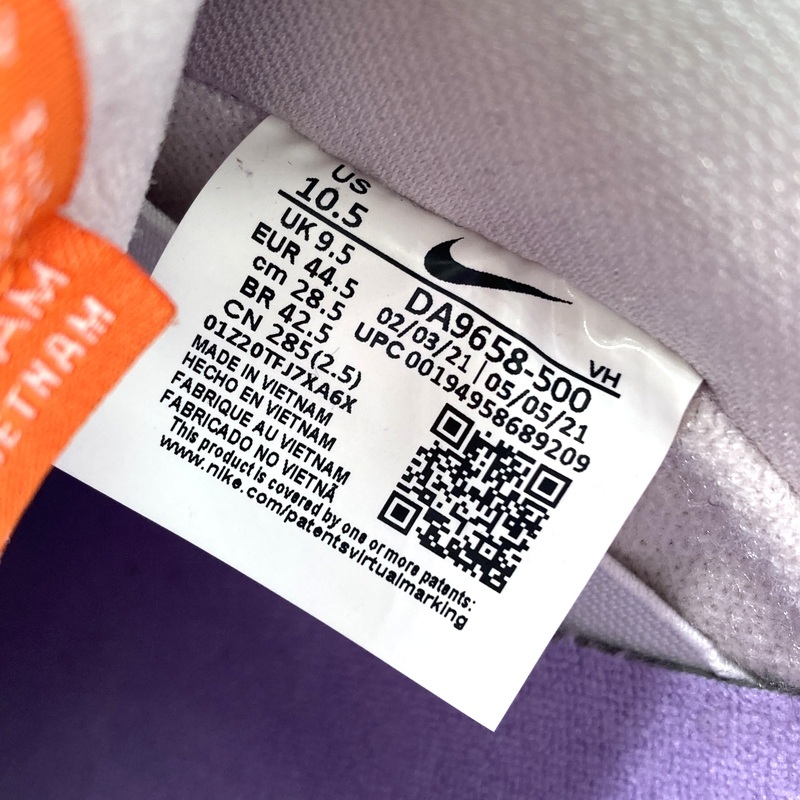 US
10.5
UK 9.5
EUR 44.5
cm 28.5
BR 42.5
CN 285(2.5)
01Z20TFJ7XA6X
MADE IN VIETNAM
HECHO EN VIETNAM
FABRIQUE AU VIETNAM
FABRICADO NO VIETNÃ
This product is covered by one or more patents:
www.nike.com/patentsvirtualmarking
VH
DA9658-500
02/03/21 | 05/05/21
UPC 00194958689209